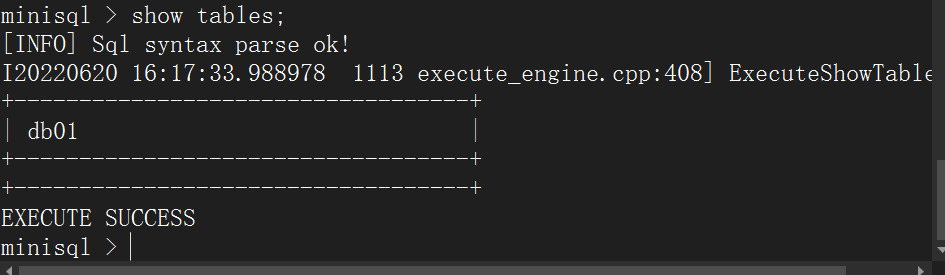 minisql > show tables;
[INFO] Sql syntax parse ok!
I20220620 16:17:33.988978  1113 execute_engine.cpp:408] ExecuteShowTable
+-----------------------------------+
| db01                              |
+-----------------------------------+
+-----------------------------------+
EXECUTE SUCCESS
minisql >